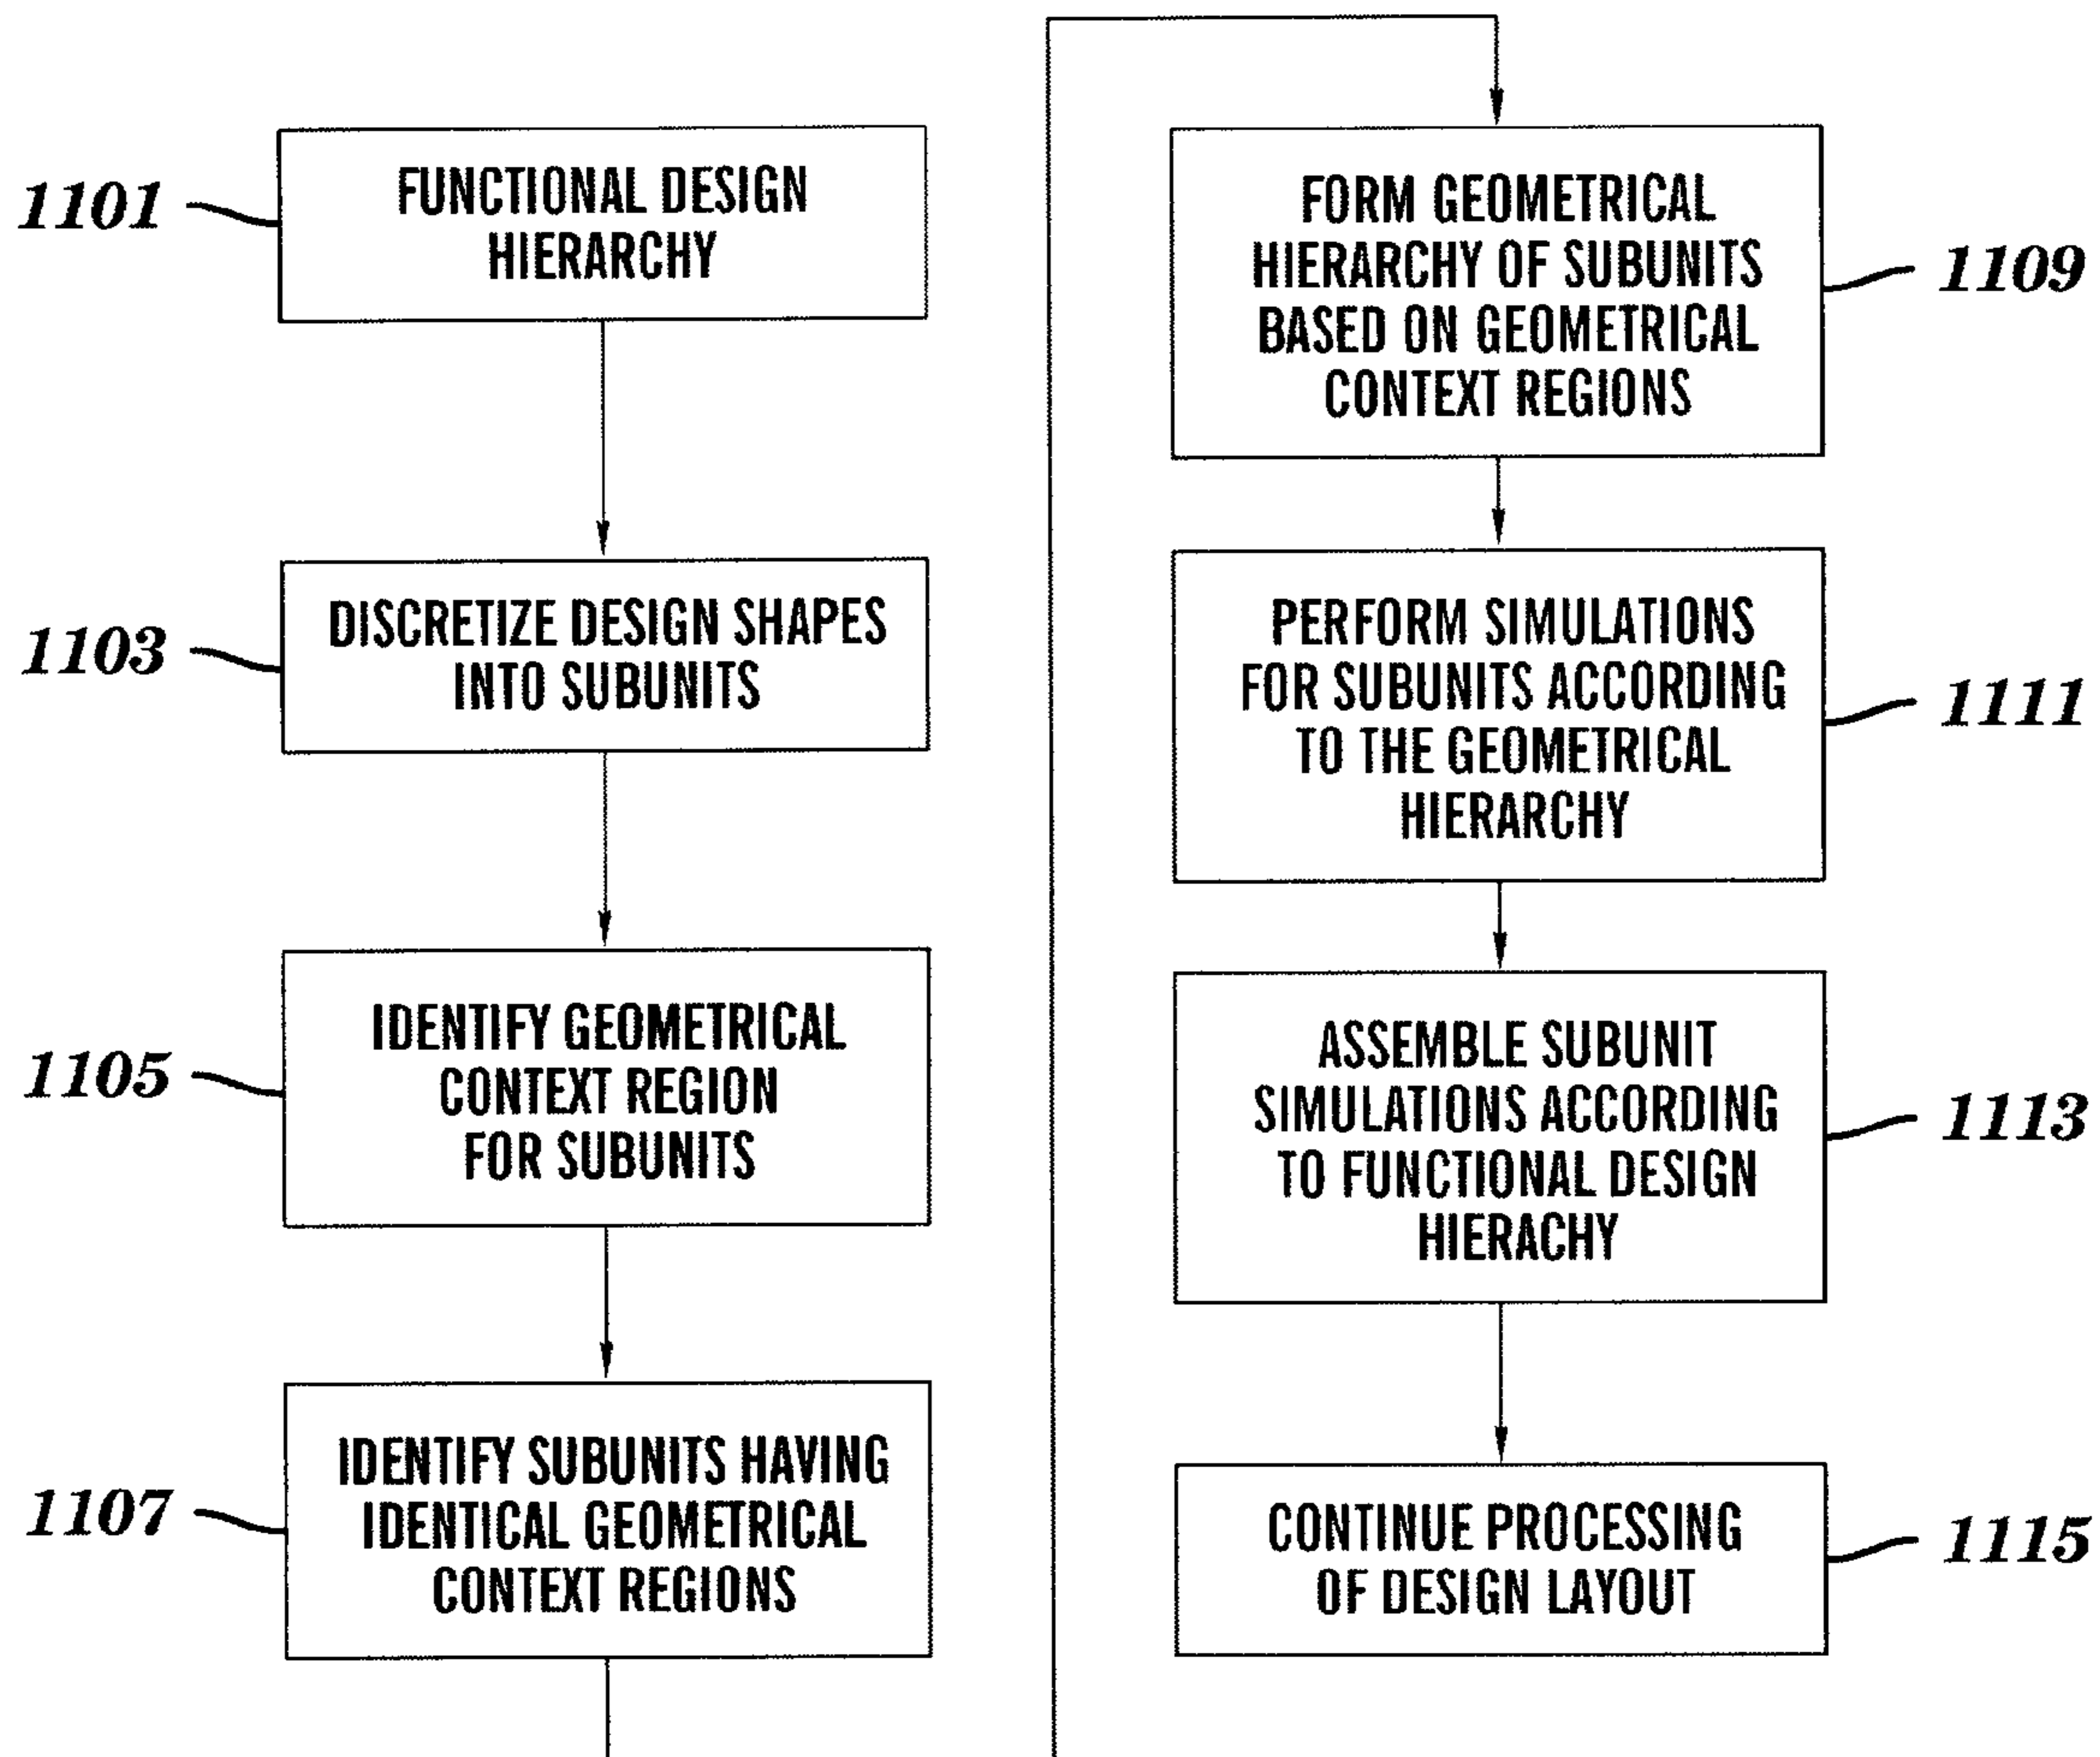 1101
FUNCTIONAL DESIGN
HIERARCHY
1103
DISCRETIZE DESIGN SHAPES
INTO SUBUNITS
1105
IDENTIFY GEOMETRICAL
CONTEXT REGION
FOR SUBUNITS
1107
IDENTIFY SUBUNITS HAVING
IDENTICAL GEOMETRICAL
CONTEXT REGIONS
FORM GEOMETRICAL
HIERARCHY OF SUBUNITS
BASED ON GEOMETRICAL
CONTEXT REGIONS
1109
PERFORM SIMULATIONS
FOR SUBUNITS ACCORDING
TO THE GEOMETRICAL
HIERARCHY
1111
ASSEMBLE SUBUNIT
SIMULATIONS ACCORDING
TO FUNCTIONAL DESIGN
HIERACHY
1113
CONTINUE PROCESSING
OF DESIGN LAYOUT
1115